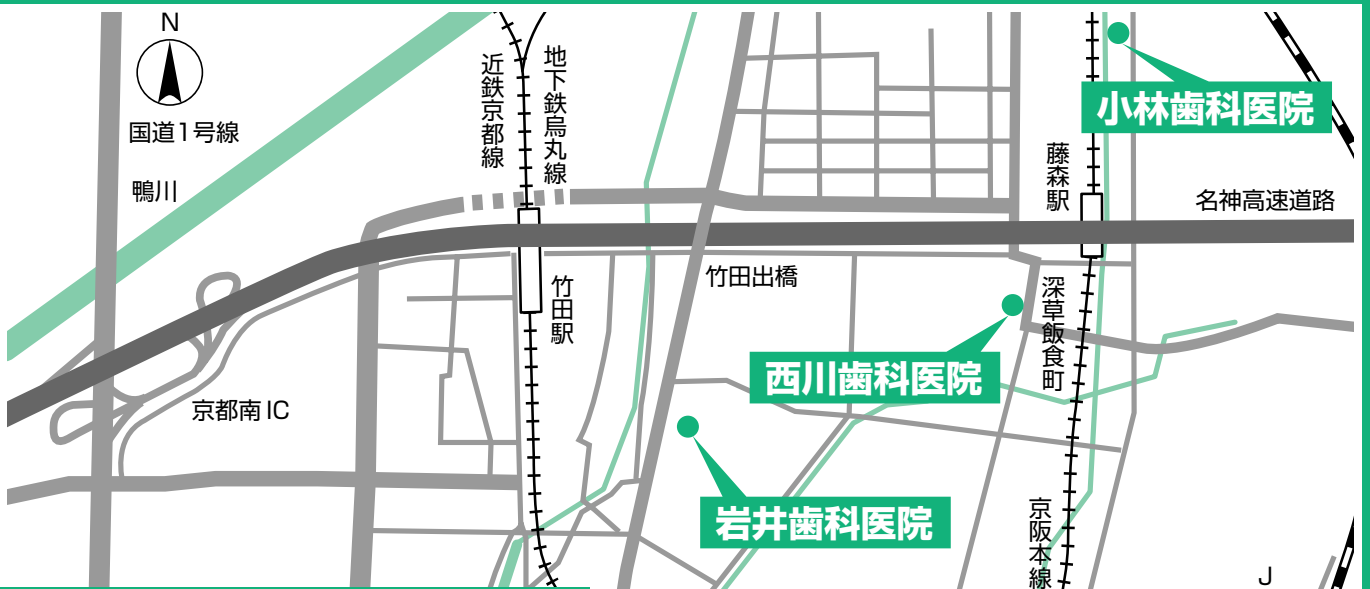 N
国道1号線
鴨川
近鉄京都線
地下鉄烏丸線
小林歯科医院
藤森駅
名神高速道路
竹田駅
竹田出橋
深草飯食町
西川歯科医院
京都南IC
岩井歯科医院
京阪本線
J